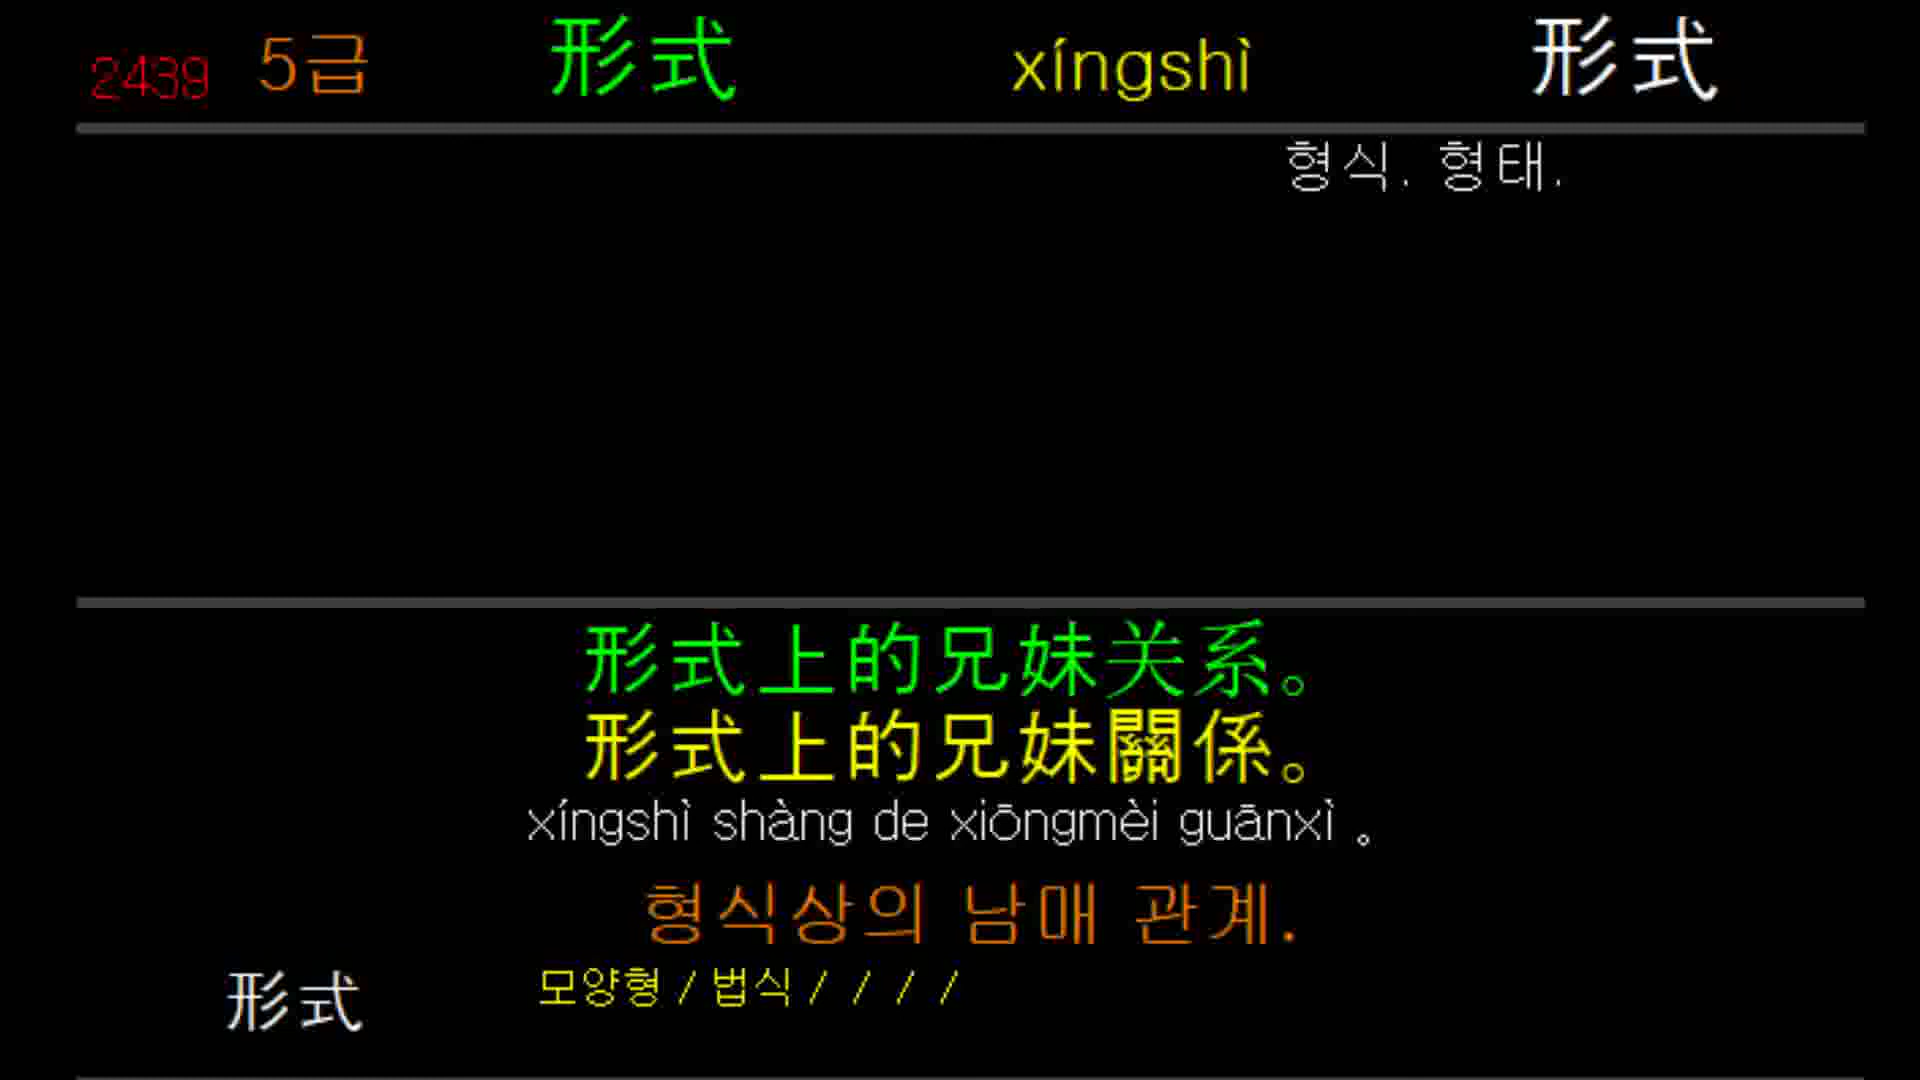 2439 5급 形式 xíngshì 形式
형식. 형태.
形式上的兄妹关系。
形式上的兄妹關係。
xíngshì shàng de xiōngmèi guānxì 。
형식상의 남매 관계.
形式 모양형 / 법식 / / / /